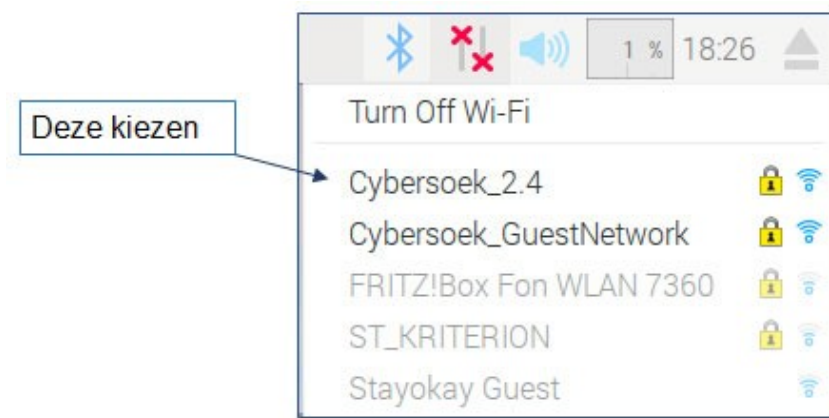 1 % 18:26
Turn Off Wi-Fi
Deze kiezen
Cybersoek_2.4
Cybersoek_GuestNetwork
FRITZ!Box Fon WLAN 7360
ST_KRITERION
Stayokay Guest